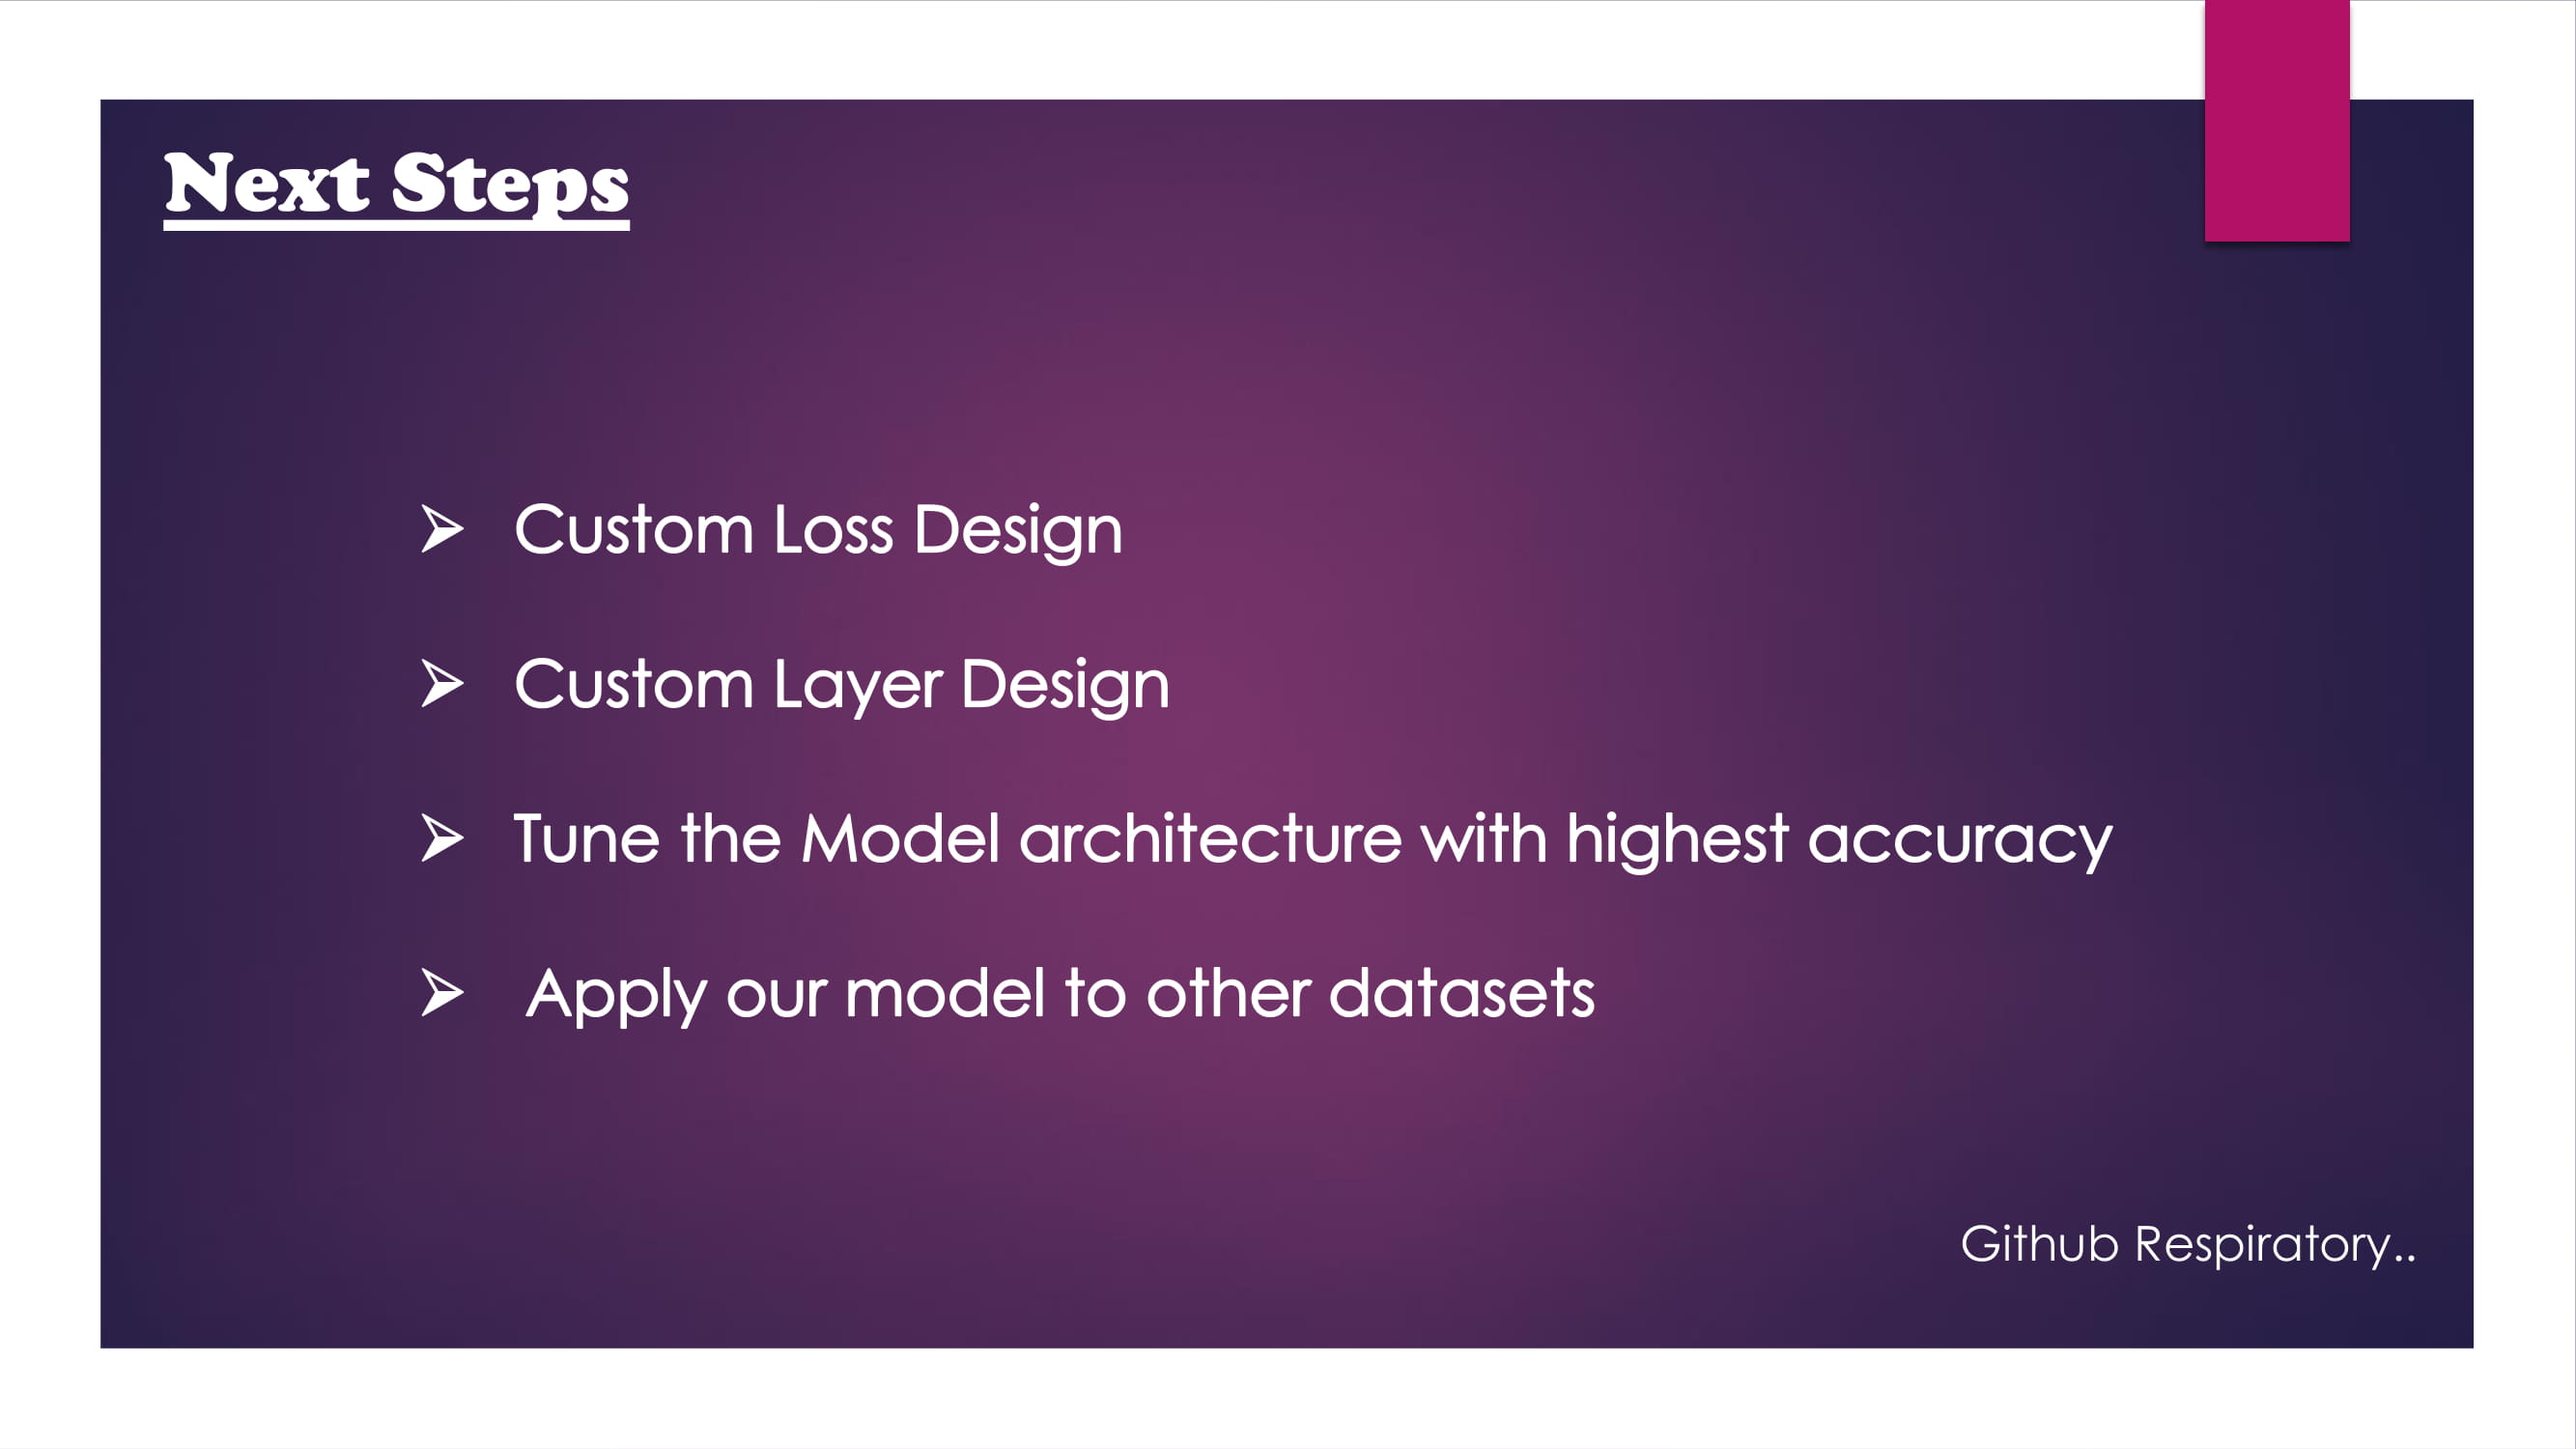 Next Steps
➢ Custom Loss Design
➢ Custom Layer Design
➢ Tune the Model architecture with highest accuracy
➢ Apply our model to other datasets
Github Respiratory..